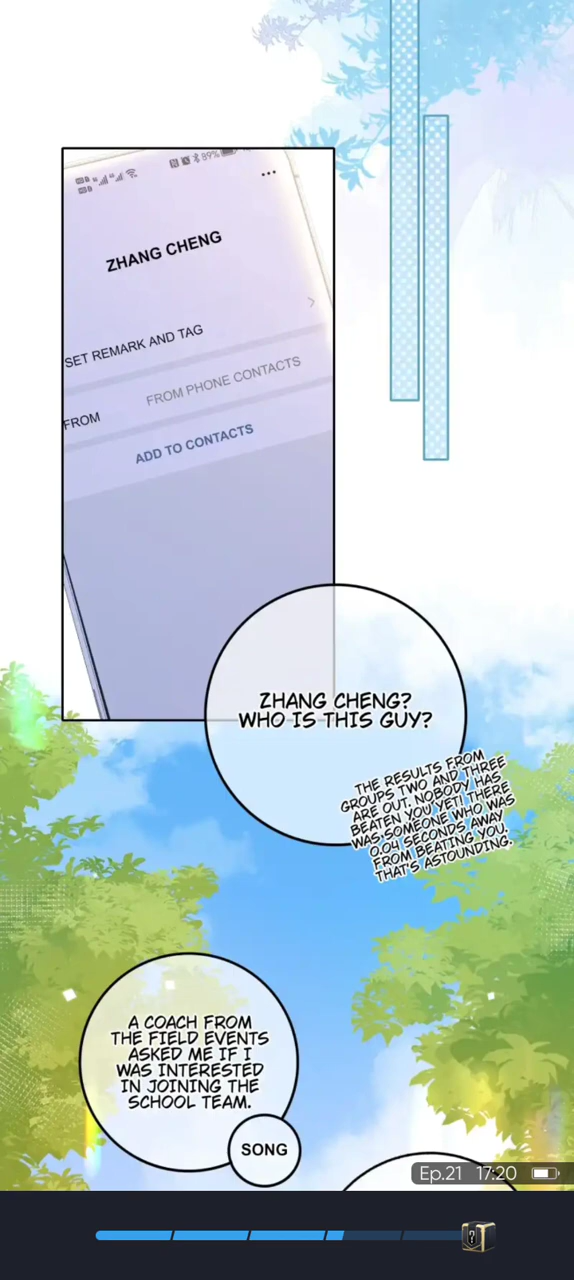 89%
ZHANG CHENG
SET REMARK AND TAG
FROM
FROM PHONE CONTACTS
ADD TO CONTACTS
ZHANG CHENG?
WHO IS THIS GUY?
THE RESULTS FROM
GROUPS TWO AND THREE
ARE OUT. NOBODY HAS
BEATEN YOU YET! THERE
WAS SOMEONE WHO WAS
0.04 SECONDS AWAY
FROM BEATING YOU.
THAT'S ASTOUNDING.
A COACH FROM
THE FIELD EVENTS
ASKED ME IF I
WAS INTERESTED
IN JOINING THE
SCHOOL TEAM.
SONG
Ep.21 17:20
?